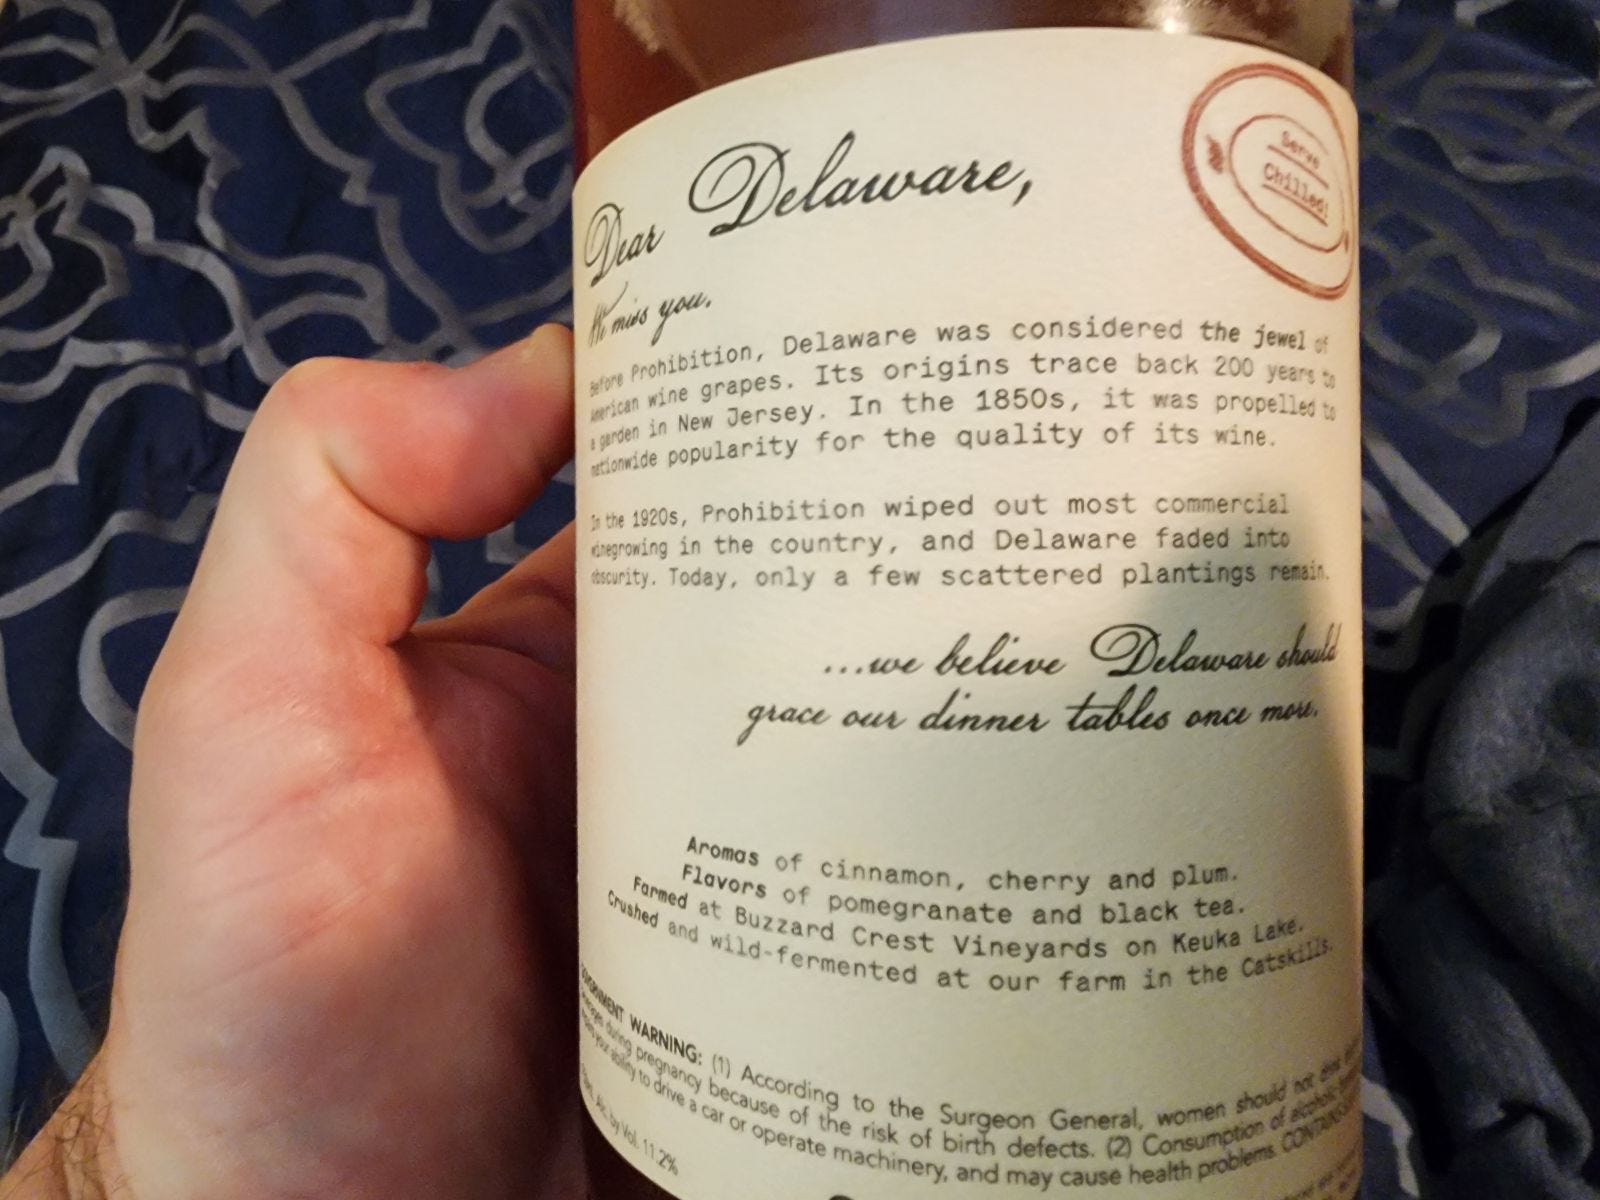 Dear Delaware,
Serve
Chilled!
We miss you.
Before Prohibition, Delaware was considered the jewel of
American wine grapes. Its origins trace back 200 years to
a garden in New Jersey. In the 1850s, it was propelled to
nationwide popularity for the quality of its wine.
In the 1920s, Prohibition wiped out most commercial
winegrowing in the country, and Delaware faded into
obscurity. Today, only a few scattered plantings remain.
...we believe Delaware should
grace our dinner tables once more.
Aromas of cinnamon, cherry and plum.
Flavors of pomegranate and black tea.
Farmed at Buzzard Crest Vineyards on Keuka Lake.
Crushed and wild-fermented at our farm in the Catskills.
GOVERNMENT WARNING: (1) According to the Surgeon General, women should not drink
during pregnancy because of the risk of birth defects. (2) Consumption of alcoholic
your ability to drive a car or operate machinery, and may cause health problems. CONTAINS
Alc. by Vol. 11.2%